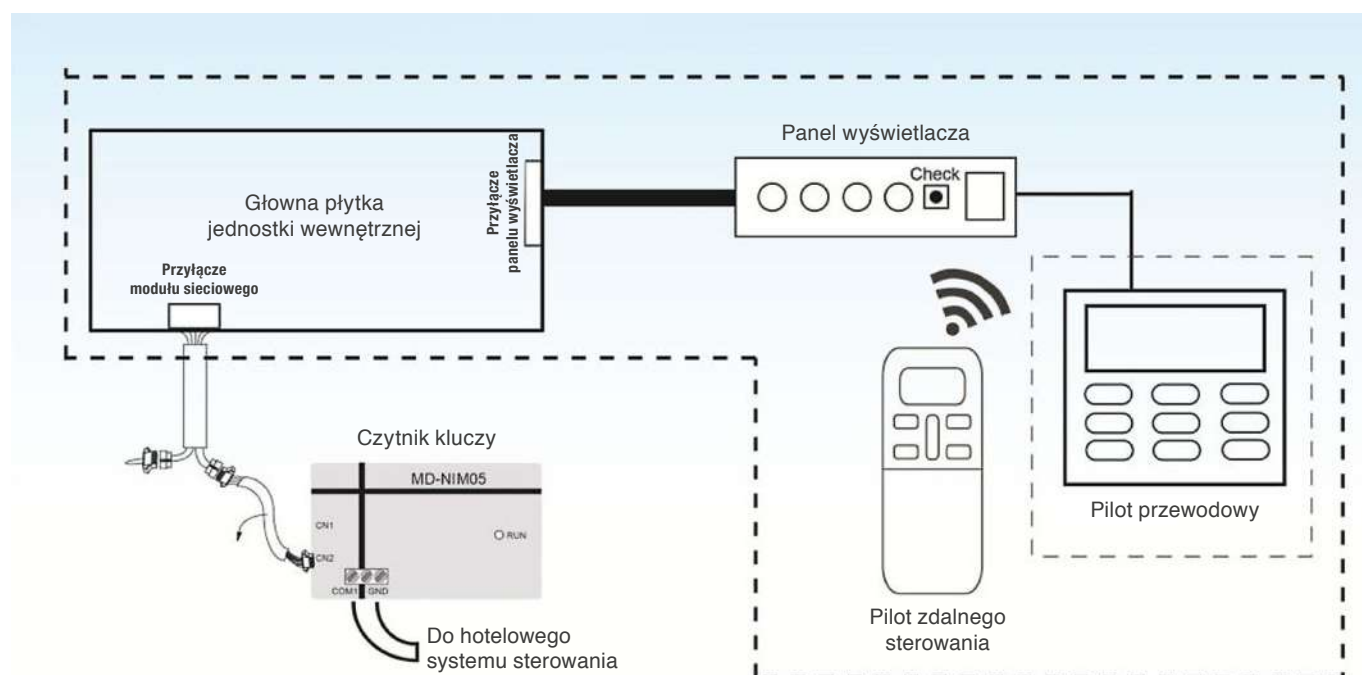 Panel wyświetlacza
Check
Głowna płytka
jednostki wewnętrznej
Przyłącze
panelu wyświetlacza
Przyłącze
modułu sieciowego
Czytnik kluczy
MD-NIM05
CN1
RUN
CN2
COM1 GND
Do hotelowego
systemu sterowania
Pilot zdalnego
sterowania
Pilot przewodowy